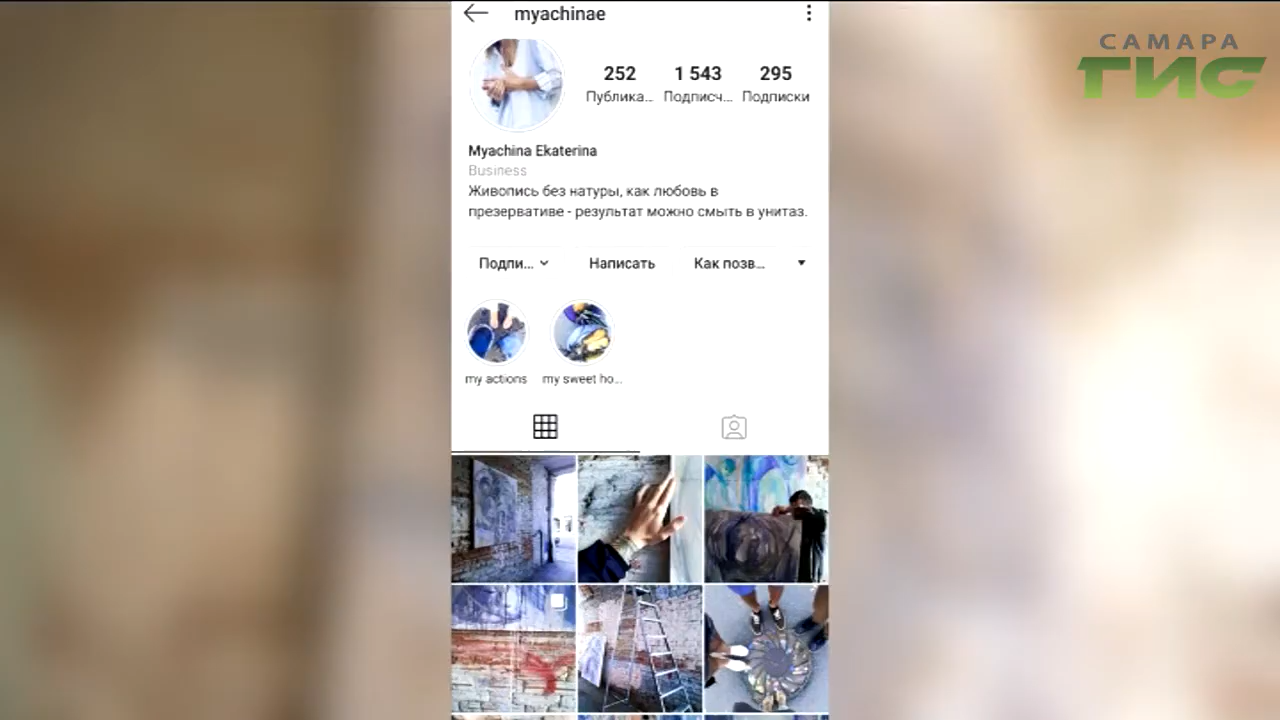 myachinae
САМАРА
ГИС
252 1 543 295
Публика... Подписч... Подписки
Myachina Ekaterina
Business
Живопись без натуры, как любовь в
презервативе - результат можно смыть в унитаз.
Подпи... Написать Как позв...
my actions my sweet ho...